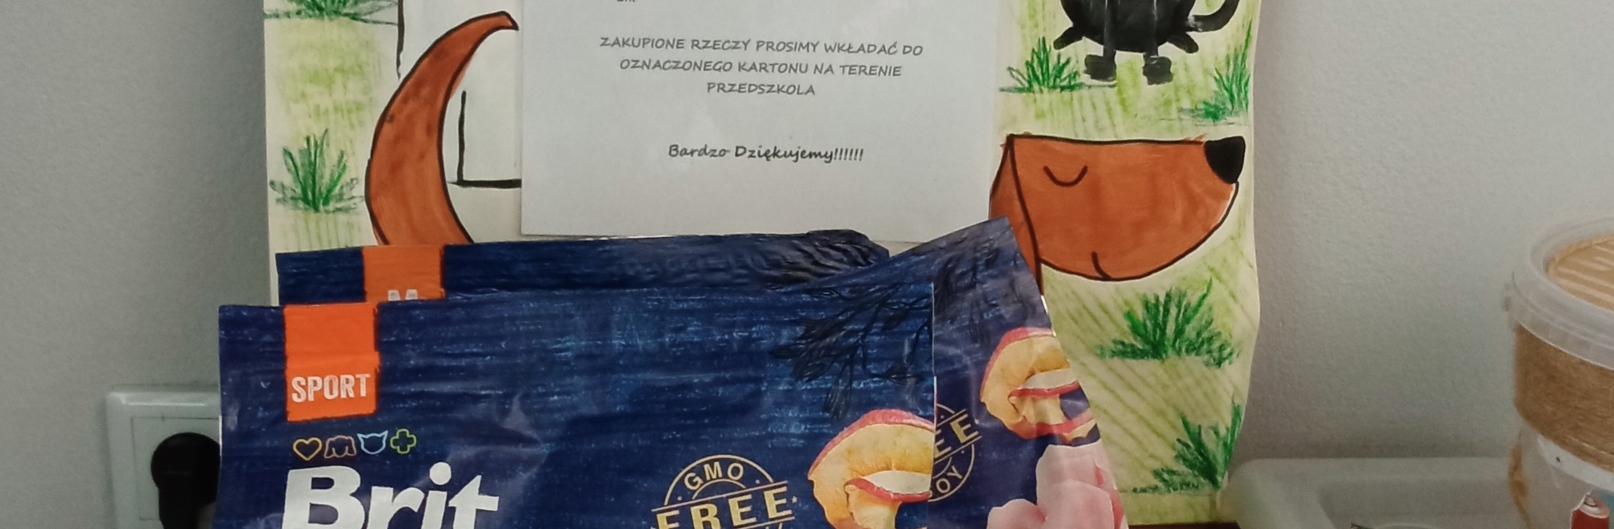 ZAKUPIONE RZECZY PROSIMY WKŁADAĆ DO
OZNACZONEGO KARTONU NA TERENIE
PRZEDSZKOLA
Bardzo Dziękujemy!!!!!!
M
SPORT
Brit
GMO
FREE